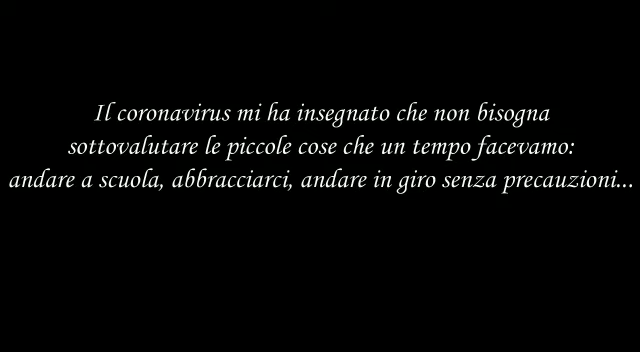 Il coronavirus mi ha insegnato che non bisogna
sottovalutare le piccole cose che un tempo facevamo:
andare a scuola, abbracciarci, andare in giro senza precauzioni...